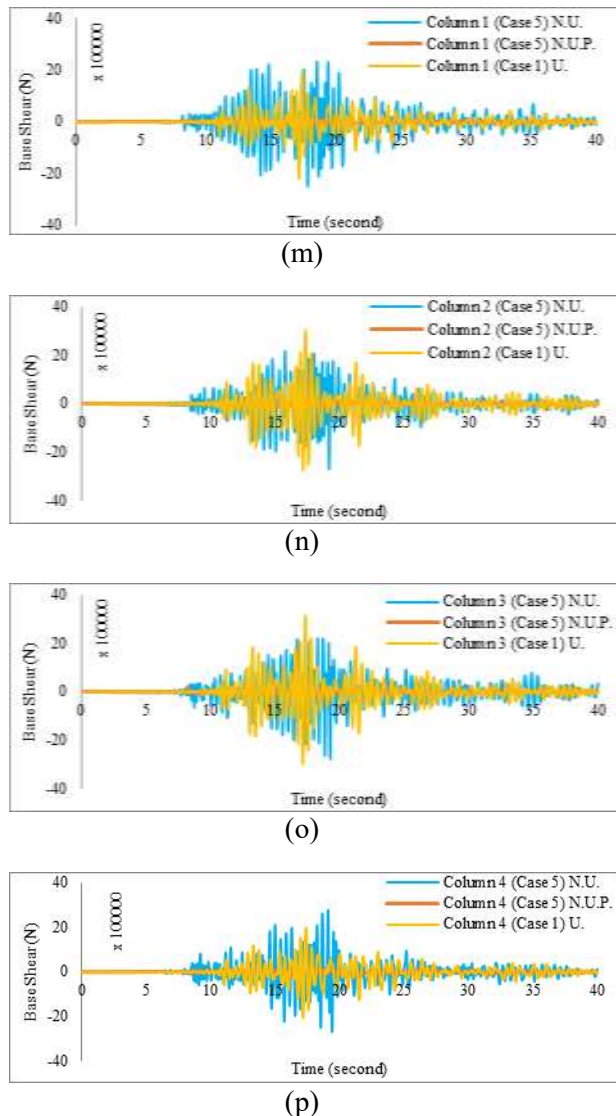 40
x 100000
Column 1 (Case 5) N.U.
Column 1 (Case 5) N.U.P.
Column 1 (Case 1) U.
20
Base Shear (N)
0
0 5 10 15 20 25 30 35 40
-20
-40
Time (second)
(m)
40
x 100000
Column 2 (Case 5) N.U.
Column 2 (Case 5) N.U.P.
Column 2 (Case 1) U.
20
Base Shear (N)
0
0 5 10 15 20 25 30 35 40
-20
-40
Time (second)
(n)
40
x 100000
Column 3 (Case 5) N.U.
Column 3 (Case 5) N.U.P.
Column 3 (Case 1) U.
20
Base Shear (N)
0
0 5 10 15 20 25 30 35 40
-20
-40
Time (second)
(o)
40
x 100000
Column 4 (Case 5) N.U.
Column 4 (Case 5) N.U.P.
Column 4 (Case 1) U.
20
Base Shear (N)
0
0 5 10 15 20 25 30 35 40
-20
-40
Time (second)
(p)